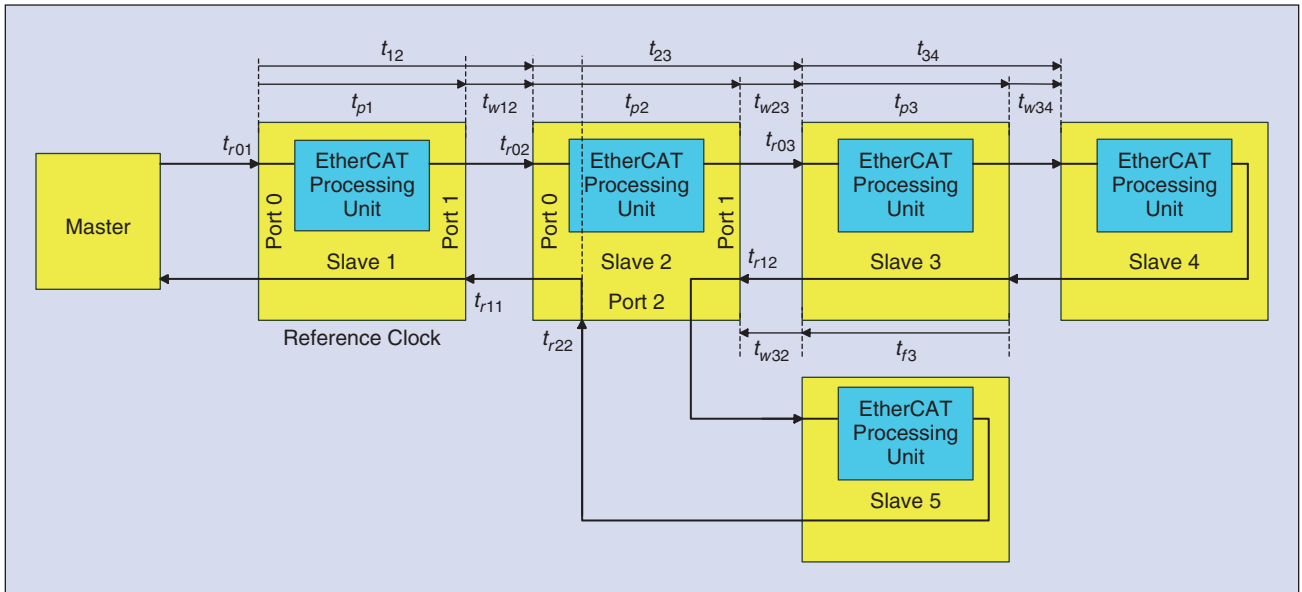 t12 t23 t34
tp1 tw12 tp2 tw23 tp3 tw34
tr01 tr02 tr03
Master
Port 0
EtherCAT
Processing
Unit
Port 1
Slave 1
Reference Clock
tr11
Port 0
EtherCAT
Processing
Unit
Port 1
Slave 2
Port 2
tr22
tr12
EtherCAT
Processing
Unit
Slave 3
EtherCAT
Processing
Unit
Slave 4
tw32 tf3
EtherCAT
Processing
Unit
Slave 5